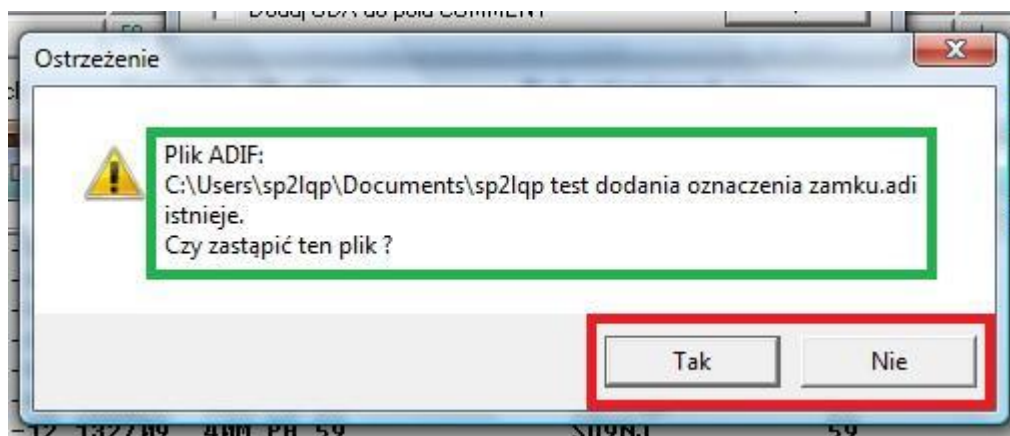 59
Ostrzeżenie
Plik ADIF:
C:\Users\sp2lqp\Documents\sp2lqp test dodania oznaczenia zamku.adi
istnieje.
Czy zastąpić ten plik ?
Tak Nie